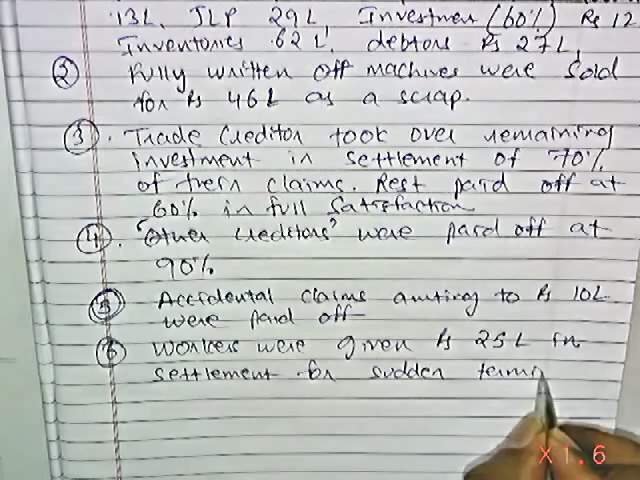 13L. JLP 29L Investment (60%) Rs 12
Inventories 62L, debtors Rs 27L,
② Fully written off machines were sold
for Rs 46L as a scrap.
③. Trade Creditor took over remaining
investment in settlement of 70%
of their claims. Rest paid off at
60% in full satisfaction
④. "Other creditors" were paid off at
90%
⑤ Accidental claims amting to Rs 10L
were paid off
⑥ Workers were given Rs 25L in
settlement for sudden termi
X1.6